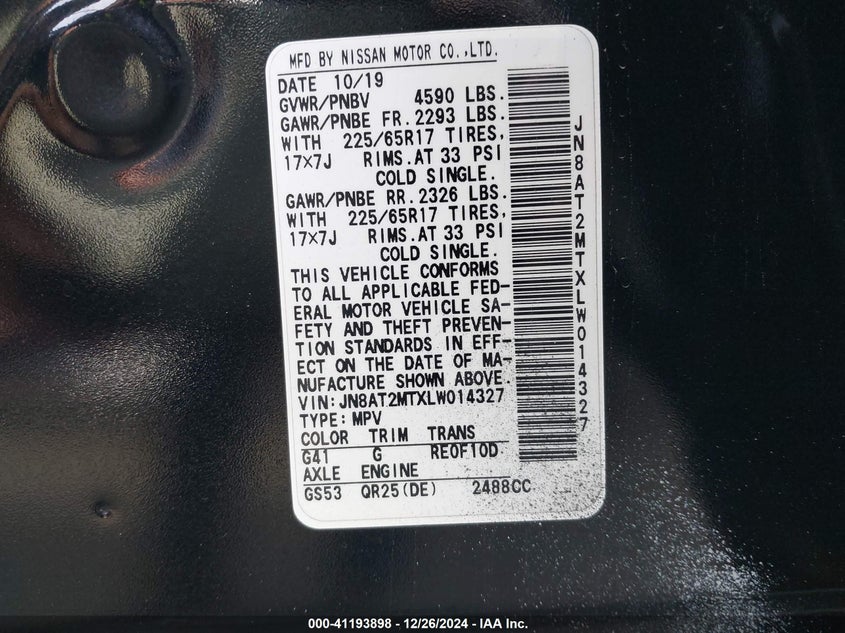 MFD BY NISSAN MOTOR CO.,LTD.
DATE 10/19
GVWR/PNBV 4590 LBS.
GAWR/PNBE FR.2293 LBS.
WITH 225/65R17 TIRES,
17×7J RIMS.AT 33 PSI
COLD SINGLE.
GAWR/PNBE RR.2326 LBS.
WITH 225/65R17 TIRES,
17×7J RIMS.AT 33 PSI
COLD SINGLE.
THIS VEHICLE CONFORMS
TO ALL APPLICABLE FED-
ERAL MOTOR VEHICLE SA-
FETY AND THEFT PREVEN-
TION STANDARDS IN EFF-
ECT ON THE DATE OF MA-
NUFACTURE SHOWN ABOVE.
VIN:JN8AT2MTXLW014327
TYPE:MPV
COLOR TRIM TRANS
G41 G RE0F10D
AXLE ENGINE
GS53 QR25(DE) 2488CC
JN8AT2MTXLW014327
000-41193898 - 12/26/2024 - IAA Inc.